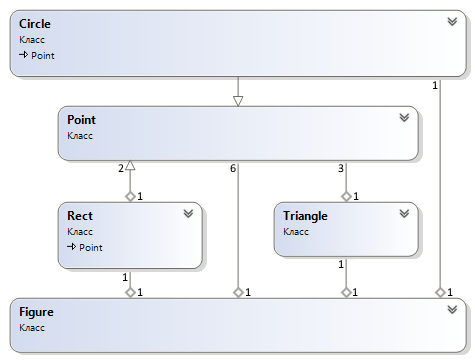 Circle
Класс
Point
1
Point
Класс
2
6
3
1
1
Rect
Класс
Point
Triangle
Класс
1
1
1
1
1
1
Figure
Класс